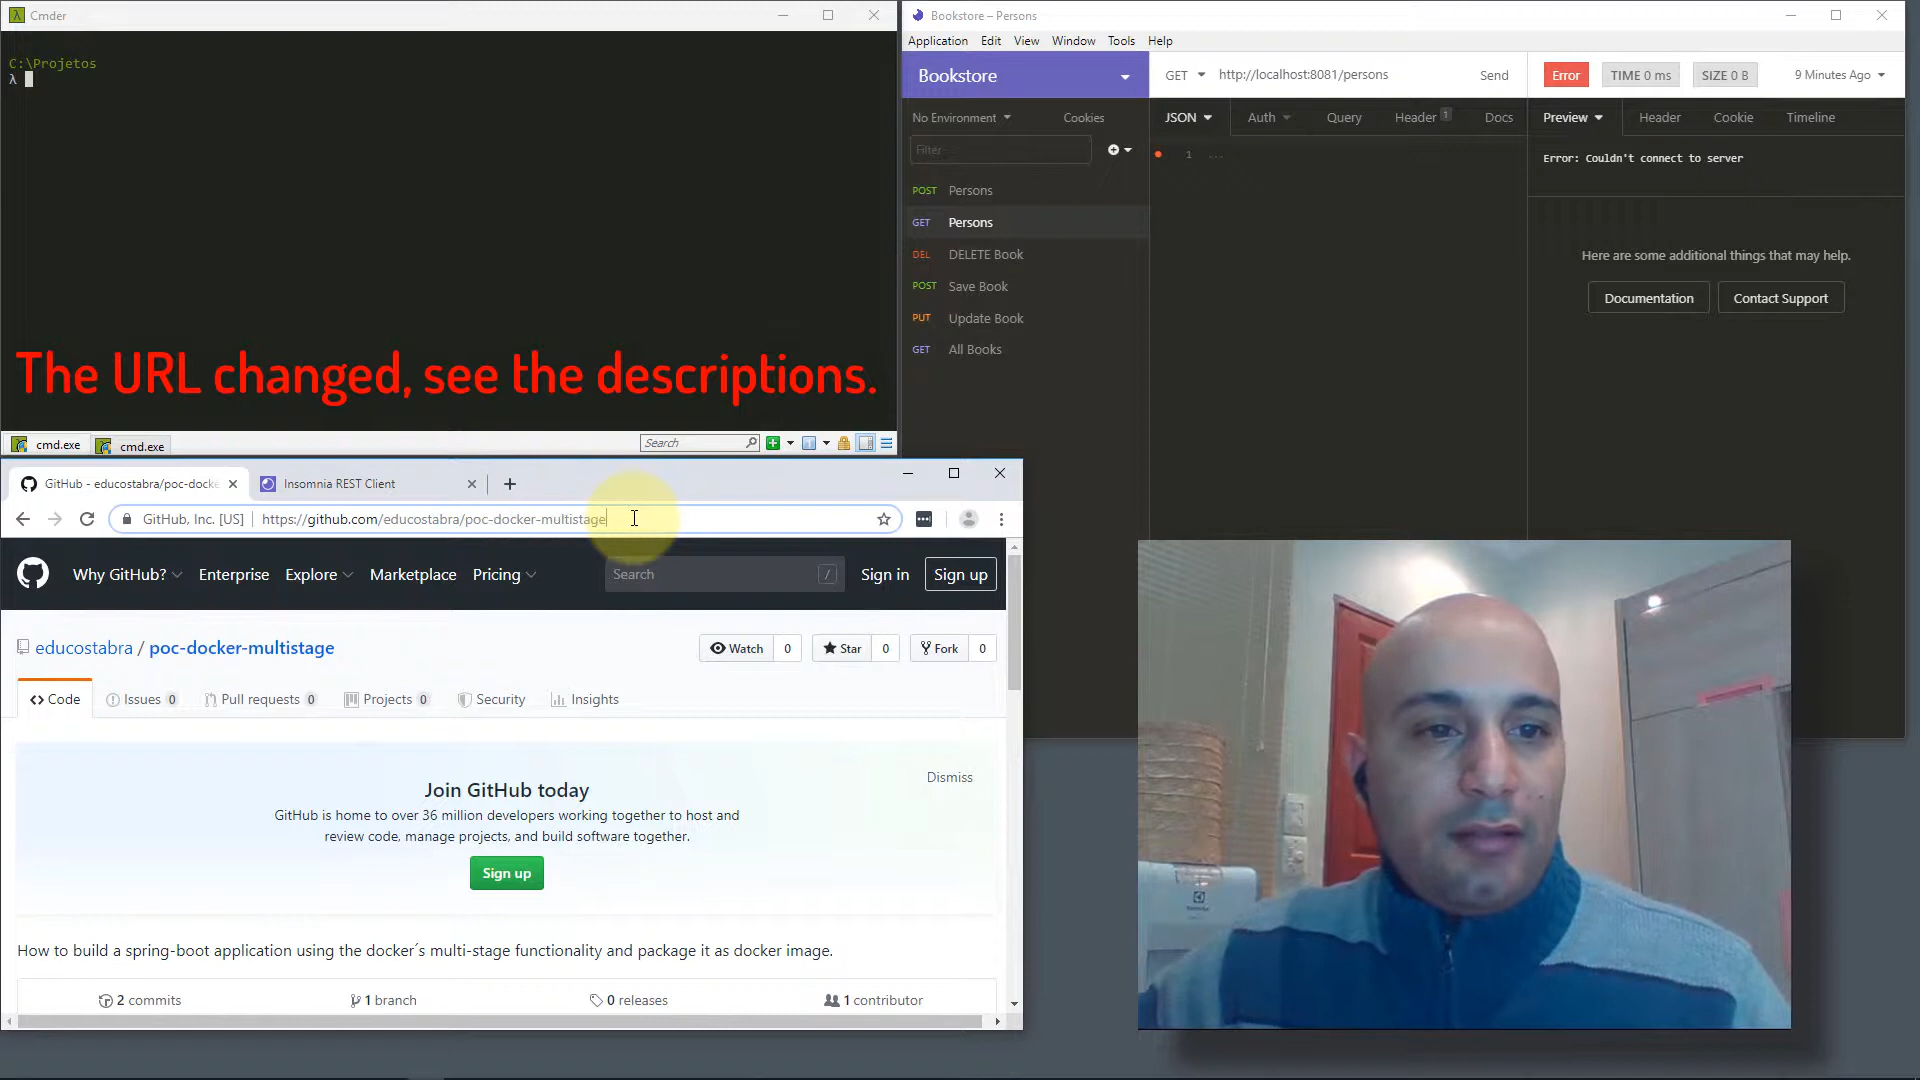 Cmder
C:\Projetos
λ
The URL changed, see the descriptions.
cmd.exe
cmd.exe
Search
Bookstore – Persons
Application Edit View Window Tools Help
Bookstore
GET http://localhost:8081/persons Send
Error TIME 0 ms SIZE 0 B 9 Minutes Ago
No Environment Cookies
JSON Auth Query Header 1 Docs
Preview Header Cookie Timeline
Filter
1 ...
Error: Couldn't connect to server
POST Persons
GET Persons
DEL DELETE Book
POST Save Book
PUT Update Book
GET All Books
Here are some additional things that may help.
Documentation Contact Support
GitHub - educostabra/poc-docke
Insomnia REST Client
GitHub, Inc. [US] https://github.com/educostabra/poc-docker-multistage
Why GitHub? Enterprise Explore Marketplace Pricing Search / Sign in Sign up
educostabra / poc-docker-multistage
Watch 0 Star 0 Fork 0
Code Issues 0 Pull requests 0 Projects 0 Security Insights
Join GitHub today
Dismiss
GitHub is home to over 36 million developers working together to host and
review code, manage projects, and build software together.
Sign up
How to build a spring-boot application using the docker´s multi-stage functionality and package it as docker image.
2 commits 1 branch 0 releases 1 contributor